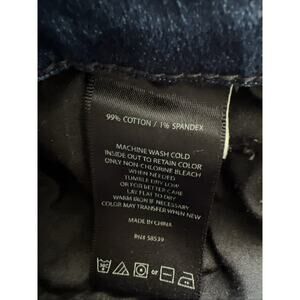 99% COTTON / 1% SPANDEX
MACHINE WASH COLD
INSIDE OUT TO RETAIN COLOR
ONLY NON-CHLORINE BLEACH
WHEN NEEDED
TUMBLE DRY LOW
OR FOR BETTER CARE
LAY FLAT TO DRY
WARM IRON IF NECESSARY
COLOR MAY TRANSFER WHEN NEW
MADE IN CHINA
RN# 58539
or